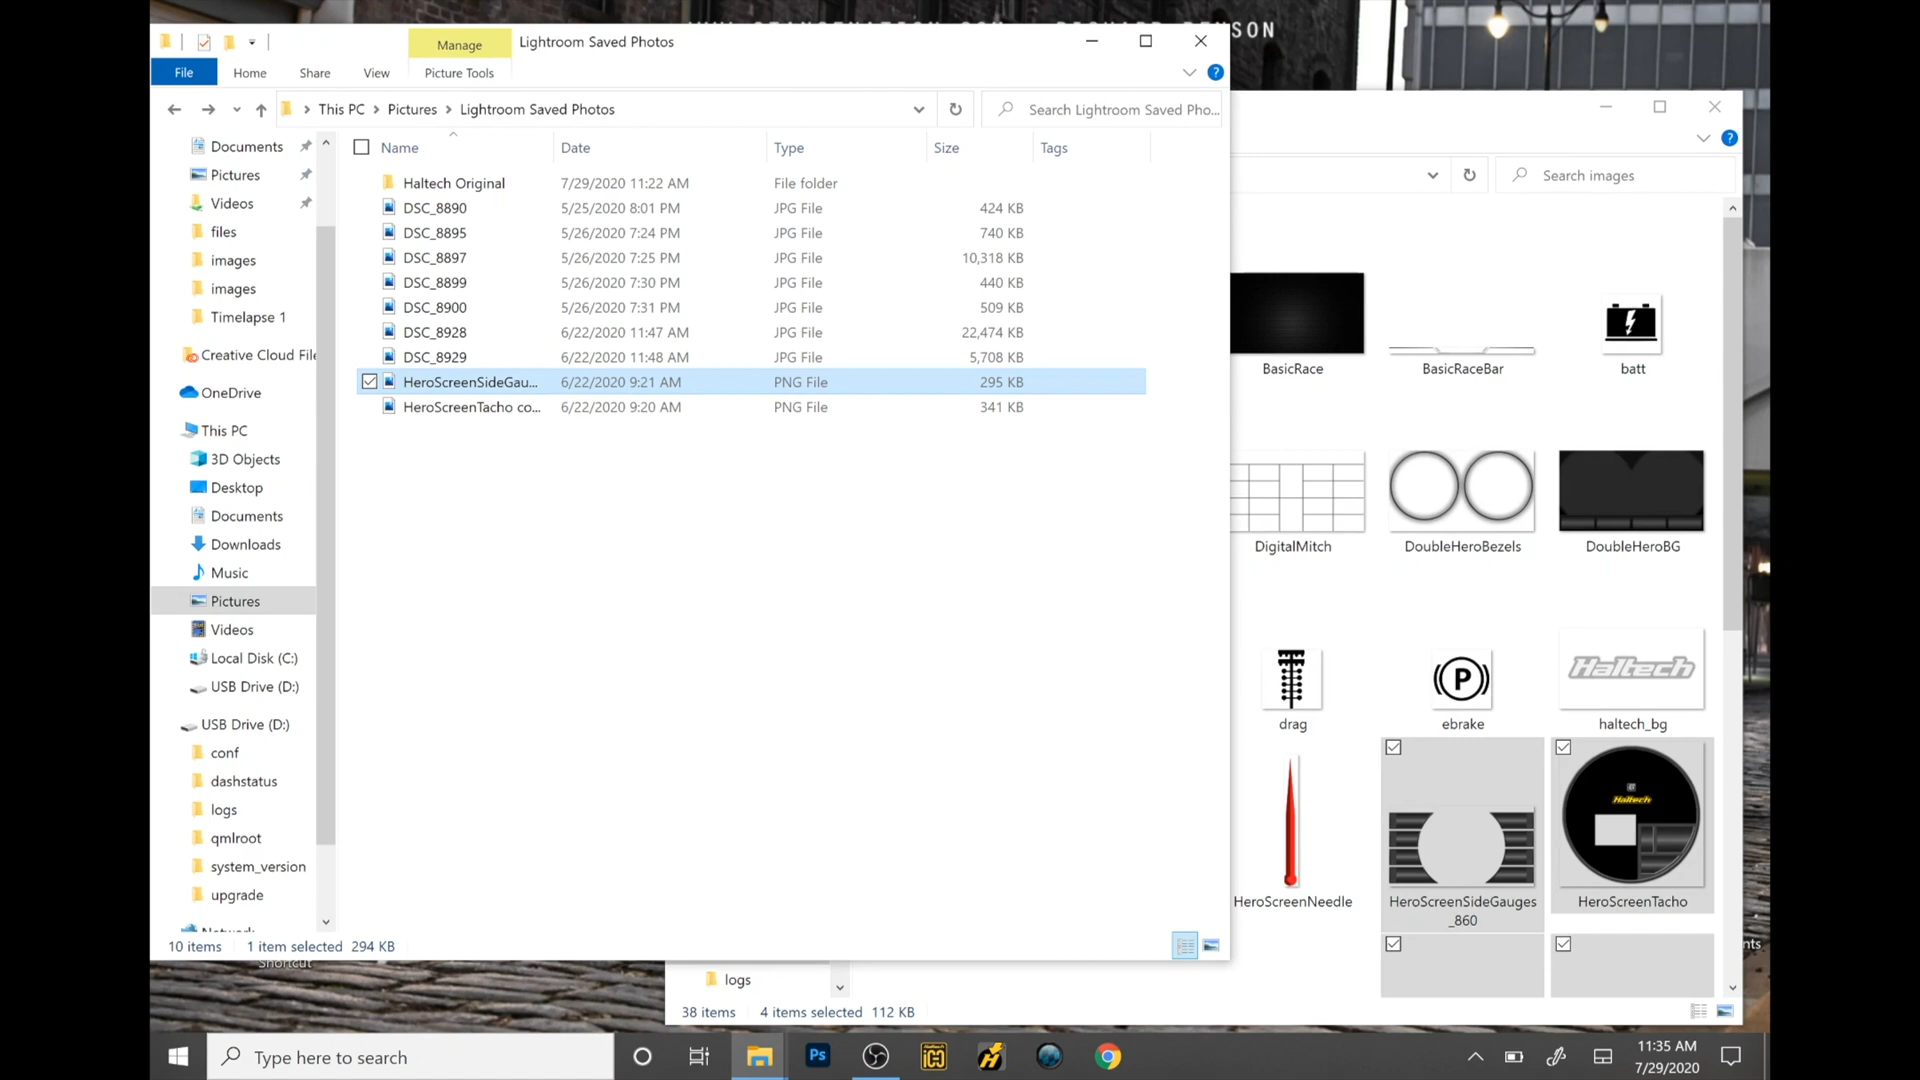 SON
Manage
Lightroom Saved Photos
File
Home
Share
View
Picture Tools
This PC
Pictures
Lightroom Saved Photos
Search Lightroom Saved Pho...
Documents
Pictures
Videos
files
images
images
Timelapse 1
Creative Cloud File
OneDrive
This PC
3D Objects
Desktop
Documents
Downloads
Music
Pictures
Videos
Local Disk (C:)
USB Drive (D:)
USB Drive (D:)
conf
dashstatus
logs
qmlroot
system_version
upgrade
Network
Name Date Type Size Tags
Haltech Original 7/29/2020 11:22 AM File folder
DSC_8890 5/25/2020 8:01 PM JPG File 424 KB
DSC_8895 5/26/2020 7:24 PM JPG File 740 KB
DSC_8897 5/26/2020 7:25 PM JPG File 10,318 KB
DSC_8899 5/26/2020 7:30 PM JPG File 440 KB
DSC_8900 5/26/2020 7:31 PM JPG File 509 KB
DSC_8928 6/22/2020 11:47 AM JPG File 22,474 KB
DSC_8929 6/22/2020 11:48 AM JPG File 5,708 KB
HeroScreenSideGau... 6/22/2020 9:21 AM PNG File 295 KB
HeroScreenTacho co... 6/22/2020 9:20 AM PNG File 341 KB
10 items 1 item selected 294 KB
Search images
BasicRace
BasicRaceBar
batt
DigitalMitch
DoubleHeroBezels
DoubleHeroBG
P
Haltech
drag
ebrake
haltech_bg
Haltech
HeroScreenNeedle
HeroScreenSideGauges
_860
HeroScreenTacho
nts
Shortcut
logs
38 items 4 items selected 112 KB
Type here to search
Ps
11:35 AM
7/29/2020